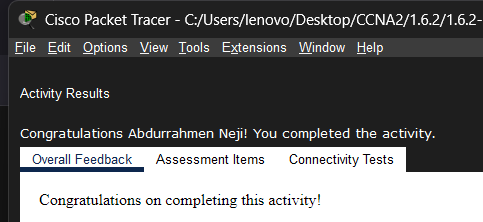 Cisco Packet Tracer - C:/Users/lenovo/Desktop/CCNA2/1.6.2/1.6.2-
File Edit Options View Tools Extensions Window Help
Activity Results
Congratulations Abdurrahmen Neji! You completed the activity.
Overall Feedback Assessment Items Connectivity Tests
Congratulations on completing this activity!